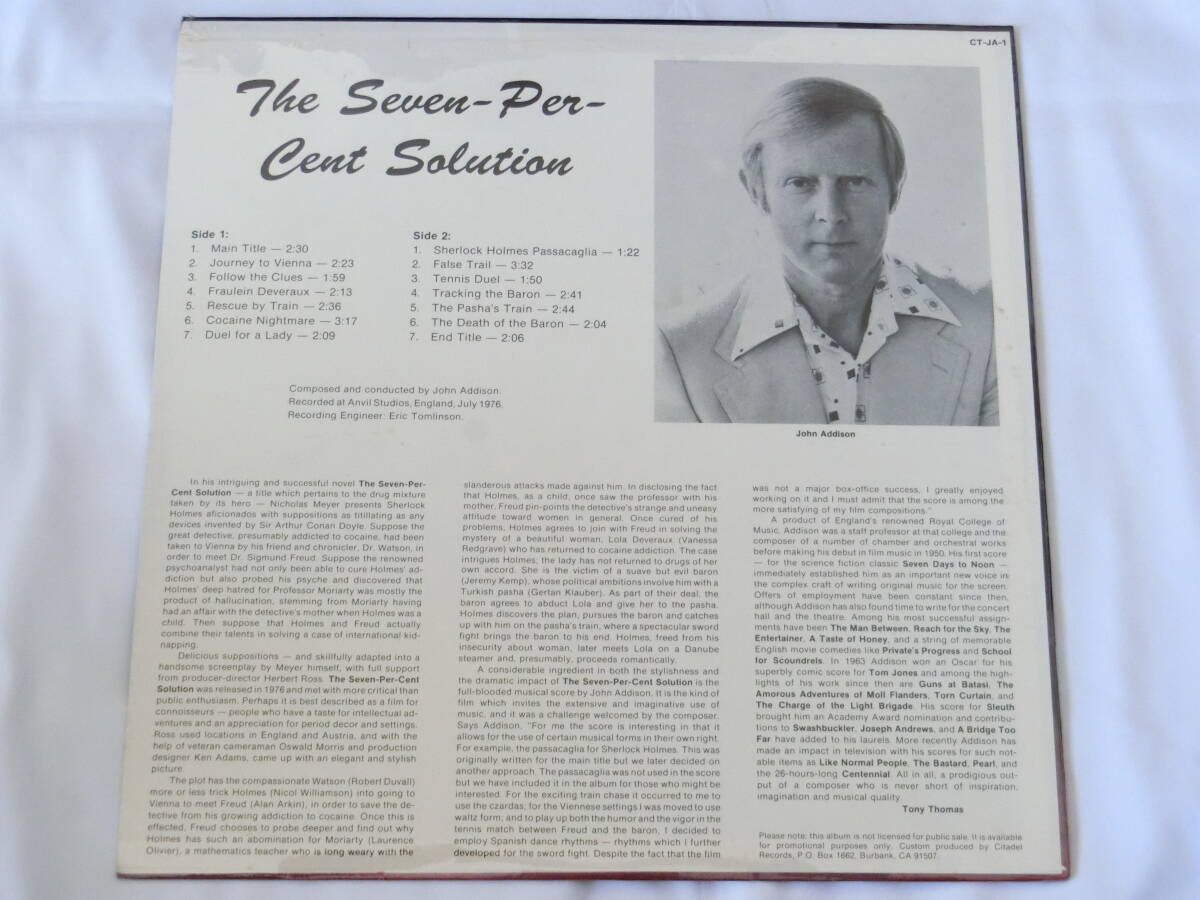 CT-JA-1
The Seven-Per-
Cent Solution
Side 1:
1. Main Title — 2:30
2. Journey to Vienna — 2:23
3. Follow the Clues — 1:59
4. Fraulein Deveraux — 2:13
5. Rescue by Train — 2:36
6. Cocaine Nightmare — 3:17
7. Duel for a Lady — 2:09
Side 2:
1. Sherlock Holmes Passacaglia — 1:22
2. False Trail — 3:32
3. Tennis Duel — 1:50
4. Tracking the Baron — 2:41
5. The Pasha's Train — 2:44
6. The Death of the Baron — 2:04
7. End Title — 2:06
Composed and conducted by John Addison.
Recorded at Anvil Studios, England, July 1976.
Recording Engineer: Eric Tomlinson.
John Addison
In his intriguing and successful novel The Seven-Per-
Cent Solution — a title which pertains to the drug mixture
taken by its hero — Nicholas Meyer presents Sherlock
Holmes aficionados with suppositions as titillating as any
devices invented by Sir Arthur Conan Doyle. Suppose the
great detective, presumably addicted to cocaine, had been
taken to Vienna by his friend and chronicler, Dr. Watson, in
order to meet Dr. Sigmund Freud. Suppose the renowned
psychoanalyst had not only been able to cure Holmes' ad-
diction but also probed his psyche and discovered that
Holmes' deep hatred for Professor Moriarty was mostly the
product of hallucination, stemming from Moriarty having
had an affair with the detective's mother when Holmes was a
child. Then suppose that Holmes and Freud actually
combine their talents in solving a case of international kid-
napping.
Delicious suppositions — and skillfully adapted into a
handsome screenplay by Meyer himself, with full support
from producer-director Herbert Ross. The Seven-Per-Cent
Solution was released in 1976 and met with more critical than
public enthusiasm. Perhaps it is best described as a film for
connoisseurs — people who have a taste for intellectual ad-
ventures and an appreciation for period decor and settings.
Ross used locations in England and Austria, and with the
help of veteran cameraman Oswald Morris and production
designer Ken Adams, came up with an elegant and stylish
picture.
The plot has the compassionate Watson (Robert Duvall)
more or less trick Holmes (Nicol Williamson) into going to
Vienna to meet Freud (Alan Arkin), in order to save the de-
tective from his growing addiction to cocaine. Once this is
effected, Freud chooses to probe deeper and find out why
Holmes has such an abomination for Moriarty (Laurence
Olivier), a mathematics teacher who is long weary with the
slanderous attacks made against him. In disclosing the fact
that Holmes, as a child, once saw the professor with his
mother, Freud pin-points the detective's strange and uneasy
attitude toward women in general. Once cured of his
problems, Holmes agrees to join with Freud in solving the
mystery of a beautiful woman, Lola Deveraux (Vanessa
Redgrave) who has returned to cocaine addiction. The case
intrigues Holmes; the lady has not returned to drugs of her
own accord. She is the victim of a suave but evil baron
(Jeremy Kemp), whose political ambitions involve him with a
Turkish pasha (Gertan Klauber). As part of their deal, the
baron agrees to abduct Lola and give her to the pasha.
Holmes discovers the plan, pursues the baron and catches
up with him on the pasha's train, where a spectacular sword
fight brings the baron to his end. Holmes, freed from his
insecurity about woman, later meets Lola on a Danube
steamer and, presumably, proceeds romantically.
A considerable ingredient in both the stylishness and
the dramatic impact of The Seven-Per-Cent Solution is the
full-blooded musical score by John Addison. It is the kind of
film which invites the extensive and imaginative use of
music, and it was a challenge welcomed by the composer.
Says Addison, "For me the score is interesting in that it
allows for the use of certain musical forms in their own right.
For example, the passacaglia for Sherlock Holmes. This was
originally written for the main title but we later decided on
another approach. The passacaglia was not used in the score
but we have included it in the album for those who might be
interested. For the exciting train chase it occurred to me to
use the czardas; for the Viennese settings I was moved to use
waltz form; and to play up both the humor and the vigor in the
tennis match between Freud and the baron, I decided to
employ Spanish dance rhythms — rhythms which I further
developed for the sword fight. Despite the fact that the film
was not a major box-office success, I greatly enjoyed
working on it and I must admit that the score is among the
more satisfying of my film compositions."
A product of England's renowned Royal College of
Music, Addison was a staff professor at that college and the
composer of a number of chamber and orchestral works
before making his debut in film music in 1950. His first score
— for the science fiction classic Seven Days to Noon —
immediately established him as an important new voice in
the complex craft of writing original music for the screen.
Offers of employment have been constant since then,
although Addison has also found time to write for the concert
hall and the theatre. Among his most successful assign-
ments have been The Man Between, Reach for the Sky, The
Entertainer, A Taste of Honey, and a string of memorable
English movie comedies like Private's Progress and School
for Scoundrels. In 1963 Addison won an Oscar for his
superbly comic score for Tom Jones and among the high-
lights of his work since then are Guns at Batasi, The
Amorous Adventures of Moll Flanders, Torn Curtain, and
The Charge of the Light Brigade. His score for Sleuth
brought him an Academy Award nomination and contribu-
tions to Swashbuckler, Joseph Andrews, and A Bridge Too
Far have added to his laurels. More recently Addison has
made an impact in television with his scores for such not-
able items as Like Normal People, The Bastard, Pearl, and
the 26-hours-long Centennial. All in all, a prodigious out-
put of a composer who is never short of inspiration,
imagination and musical quality.
Tony Thomas
Please note: this album is not licensed for public sale. It is available
for promotional purposes only. Custom produced by Citadel
Records, P.O. Box 1662, Burbank, CA 91507.